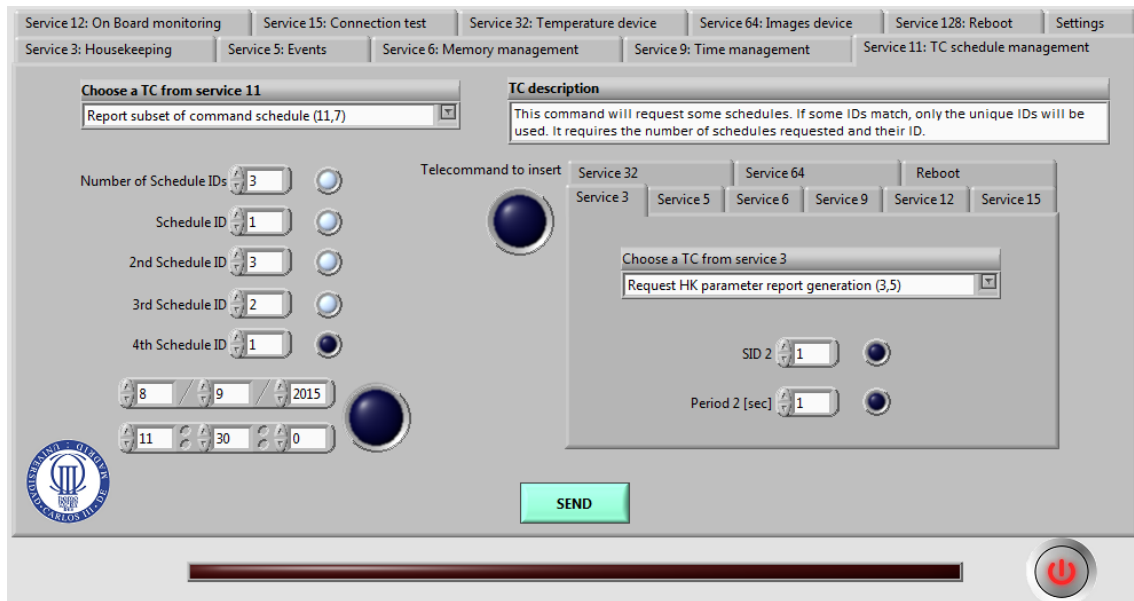 Service 12: On Board monitoring
Service 15: Connection test
Service 32: Temperature device
Service 64: Images device
Service 128: Reboot
Settings
Service 3: Housekeeping
Service 5: Events
Service 6: Memory management
Service 9: Time management
Service 11: TC schedule management
Choose a TC from service 11
Report subset of command schedule (11,7)
TC description
This command will request some schedules. If some IDs match, only the unique IDs will be
used. It requires the number of schedules requested and their ID.
Number of Schedule IDs 3
Schedule ID 1
2nd Schedule ID 3
3rd Schedule ID 2
4th Schedule ID 1
8 / 9 / 2015
11 : 30 : 0
Telecommand to insert
Service 32
Service 64
Reboot
Service 3
Service 5
Service 6
Service 9
Service 12
Service 15
Choose a TC from service 3
Request HK parameter report generation (3,5)
SID 2 1
Period 2 [sec] 1
UNIVERSIDAD · CARLOS III · DE MADRID
SEND